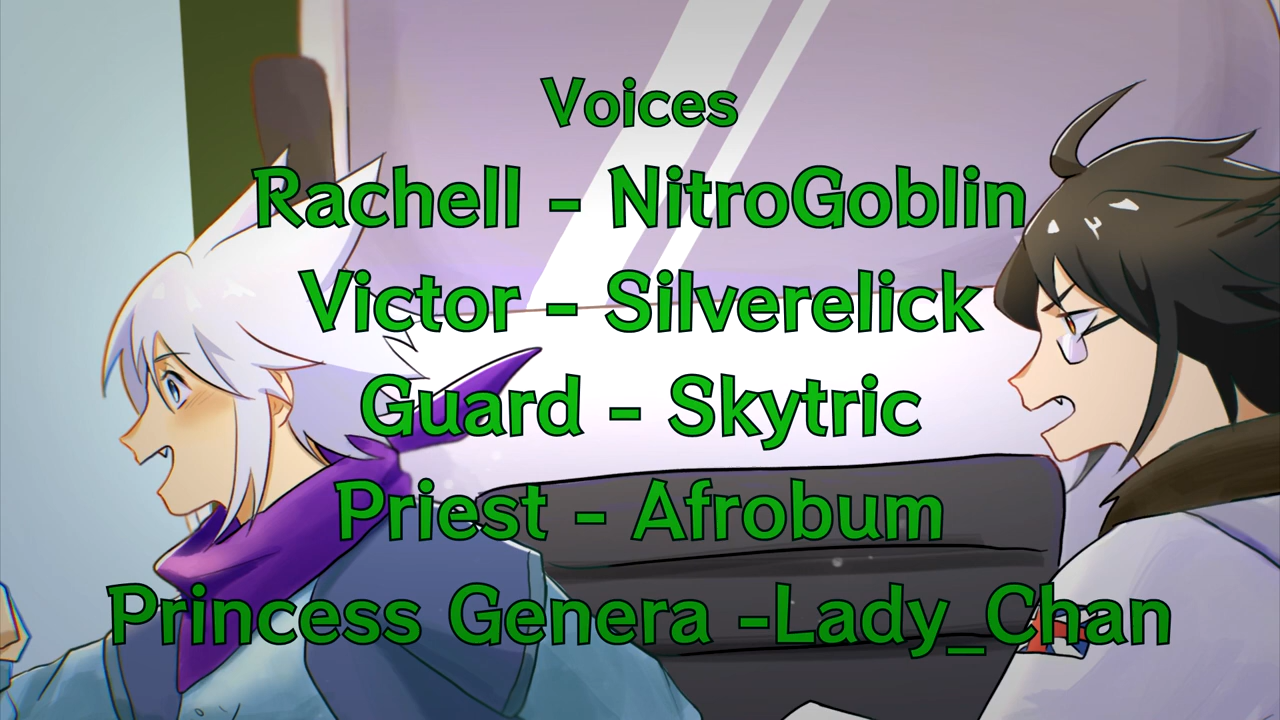 Voices
Rachell - NitroGoblin
Victor - Silverelick
Guard - Skytric
Priest - Afrobum
Princess Genera -Lady_Chan